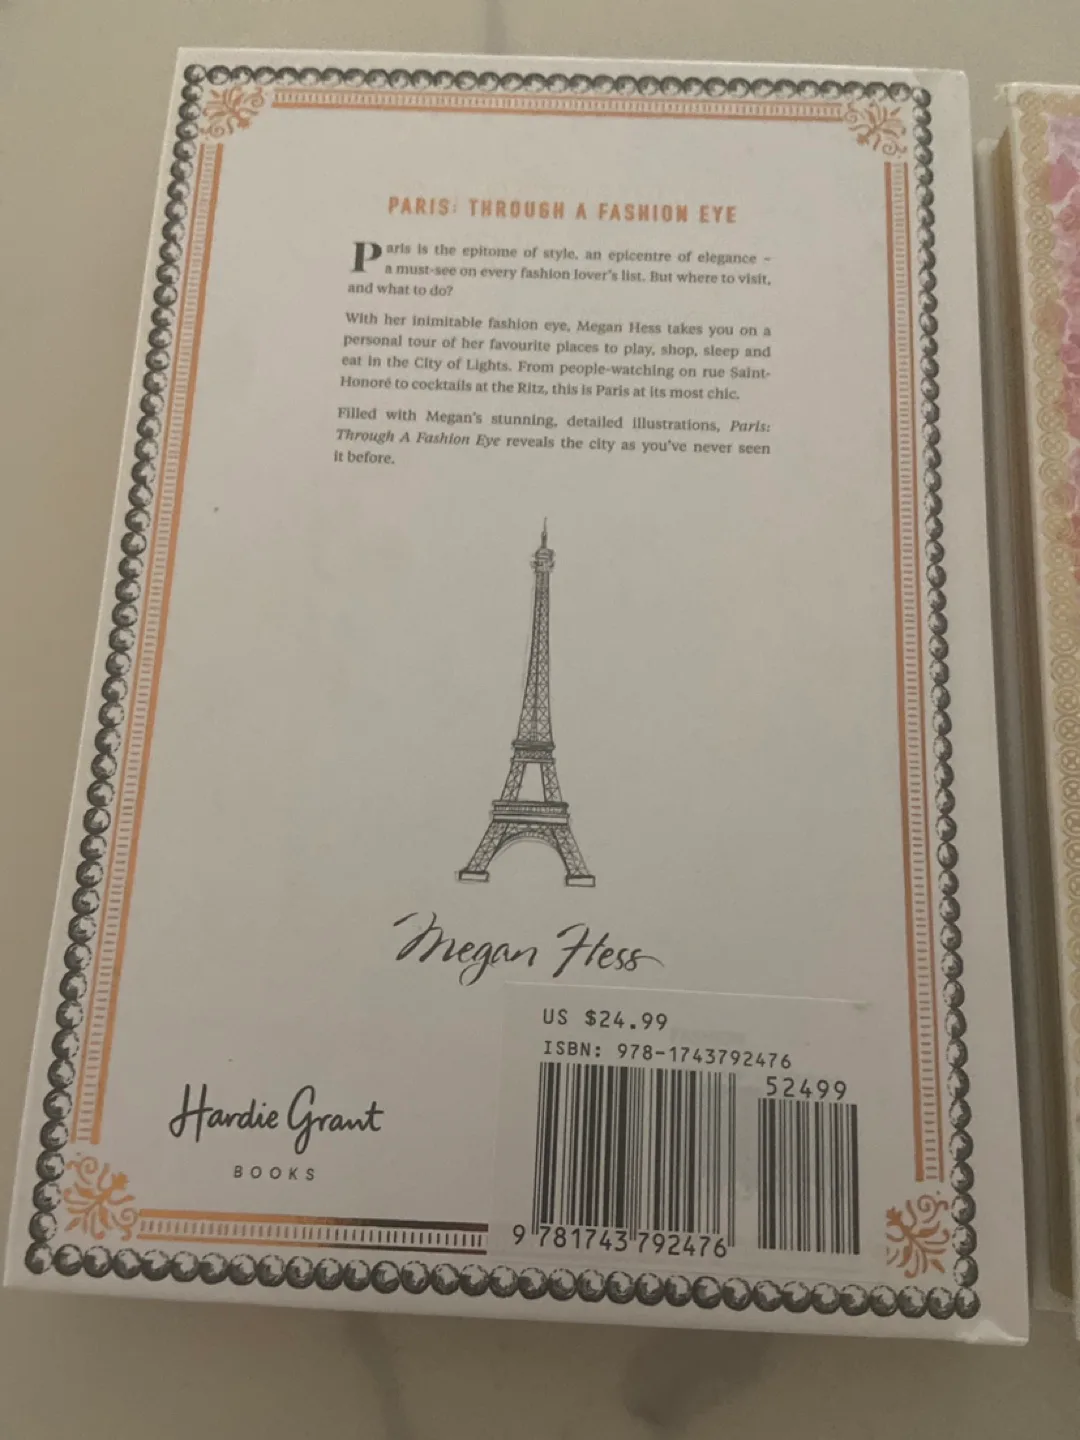 PARIS: THROUGH A FASHION EYE
Paris is the epitome of style, an epicentre of elegance –
a must-see on every fashion lover's list. But where to visit,
and what to do?
With her inimitable fashion eye, Megan Hess takes you on a
personal tour of her favourite places to play, shop, sleep and
eat in the City of Lights. From people-watching on rue Saint-
Honoré to cocktails at the Ritz, this is Paris at its most chic.
Filled with Megan's stunning, detailed illustrations, Paris:
Through A Fashion Eye reveals the city as you've never seen
it before.
Megan Hess
US $24.99
ISBN: 978-1743792476
52499
Hardie Grant
BOOKS
9 781743 792476